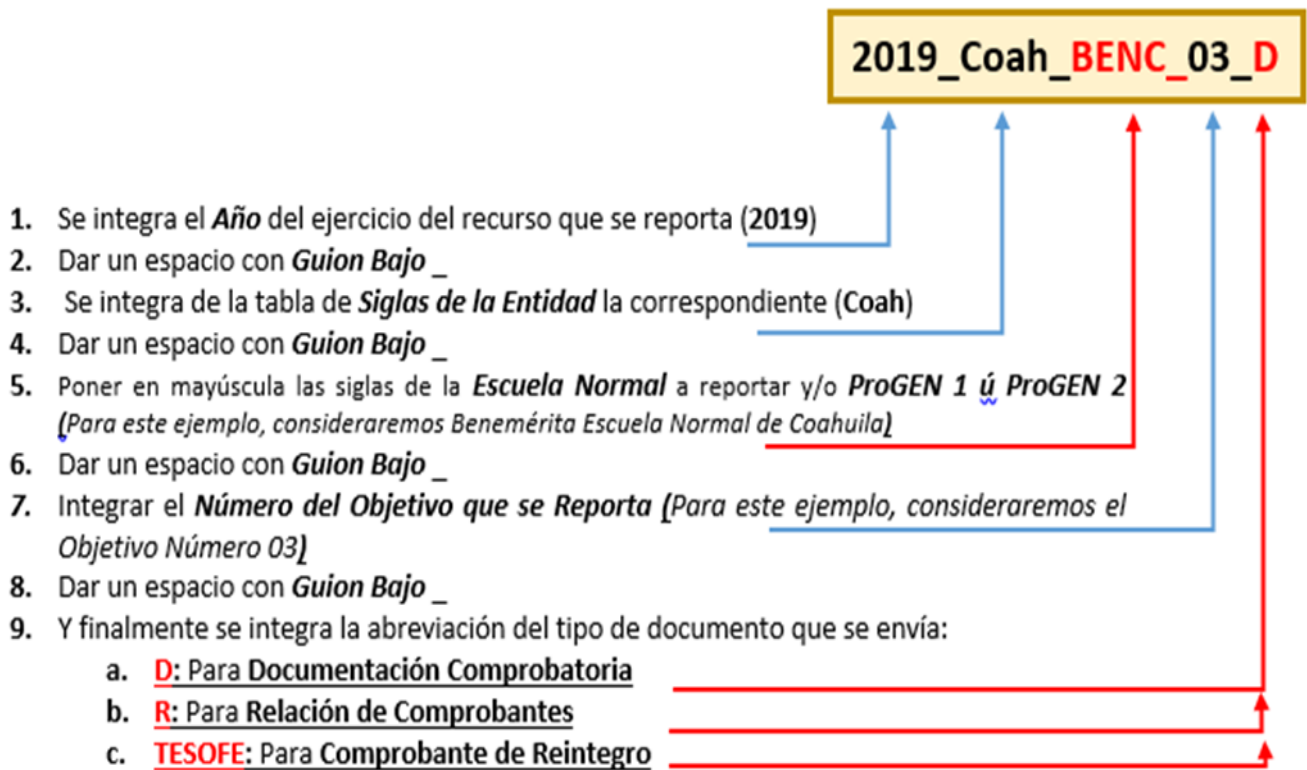 2019_Coah_BENC_03_D
1. Se integra el Año del ejercicio del recurso que se reporta (2019)
2. Dar un espacio con Guion Bajo _
3. Se integra de la tabla de Siglas de la Entidad la correspondiente (Coah)
4. Dar un espacio con Guion Bajo _
5. Poner en mayúscula las siglas de la Escuela Normal a reportar y/o ProGEN 1 ú ProGEN 2
(Para este ejemplo, consideraremos Benemérita Escuela Normal de Coahuila)
6. Dar un espacio con Guion Bajo _
7. Integrar el Número del Objetivo que se Reporta (Para este ejemplo, consideraremos el
Objetivo Número 03)
8. Dar un espacio con Guion Bajo _
9. Y finalmente se integra la abreviación del tipo de documento que se envía:
a. D: Para Documentación Comprobatoria
b. R: Para Relación de Comprobantes
c. TESOFE: Para Comprobante de Reintegro